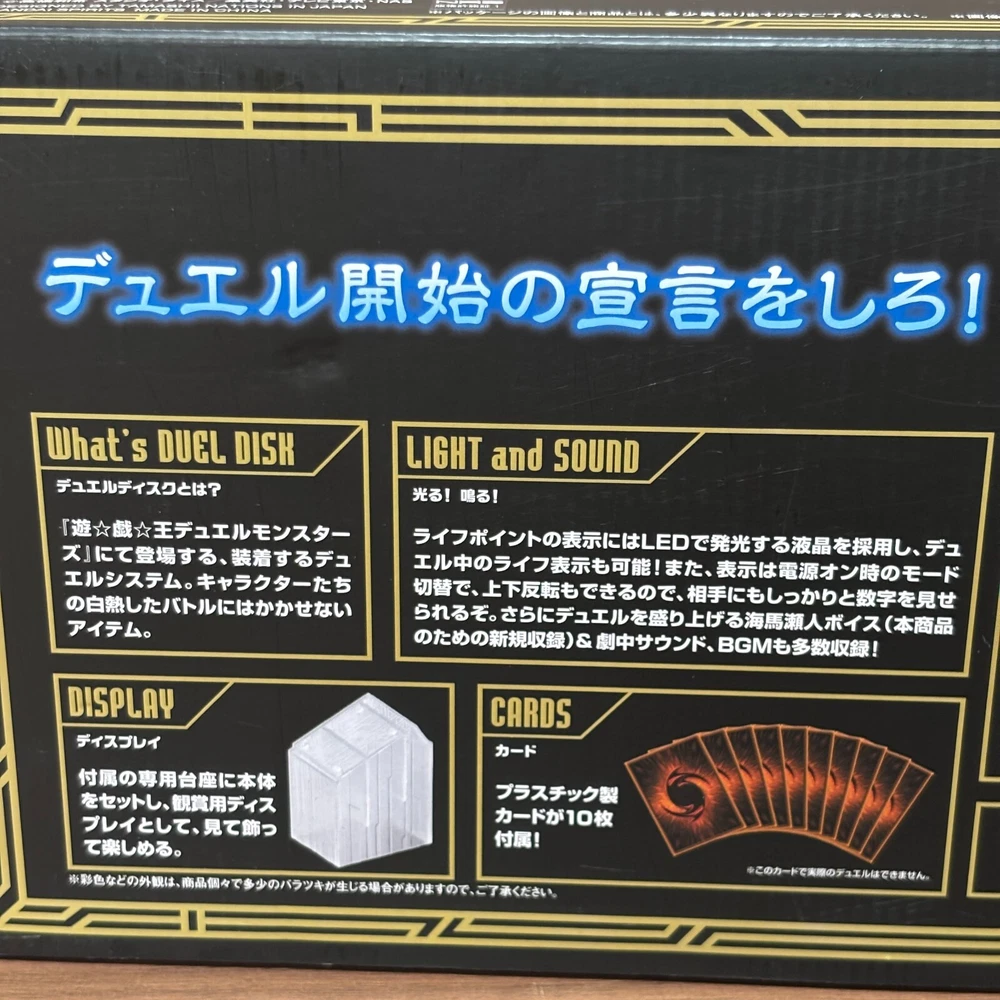 IN JAPAN
デュエル開始の宣言をしろ!
What's DUEL DISK
デュエルディスクとは?
『遊☆戯☆王デュエルモンスター
ズ』にて登場する、装着するデュ
エルシステム。キャラクターたち
の白熱したバトルにはかかせない
アイテム。
LIGHT and SOUND
光る! 鳴る!
ライフポイントの表示にはLEDで発光する液晶を採用し、デュ
エル中のライフ表示も可能!また、表示は電源オン時のモード
切替で、上下反転もできるので、相手にもしっかりと数字を見せ
られるぞ。さらにデュエルを盛り上げる海馬瀬人ボイス(本商品
のための新規収録)& 劇中サウンド、BGMも多数収録!
DISPLAY
ディスプレイ
付属の専用台座に本体
をセットし、観賞用ディス
プレイとして、見て飾っ
て楽しめる。
CARDS
カード
プラスチック製
カードが10枚
付属!
※このカードで実際のデュエルはできません。
※彩色などの外観は、商品個々で多少のバラツキが生じる場合がありますので、ご了承ください。